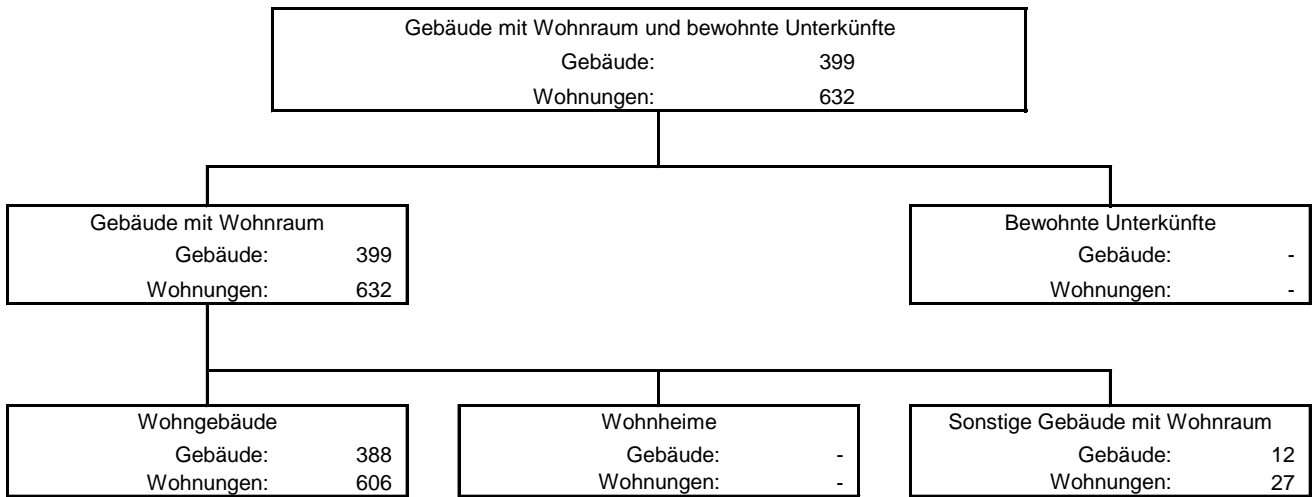 Gebäude mit Wohnraum und bewohnte Unterkünfte
Gebäude: 399
Wohnungen: 632
Gebäude mit Wohnraum
Gebäude: 399
Wohnungen: 632
Bewohnte Unterkünfte
Gebäude: -
Wohnungen: -
Wohngebäude
Gebäude: 388
Wohnungen: 606
Wohnheime
Gebäude: -
Wohnungen: -
Sonstige Gebäude mit Wohnraum
Gebäude: 12
Wohnungen: 27